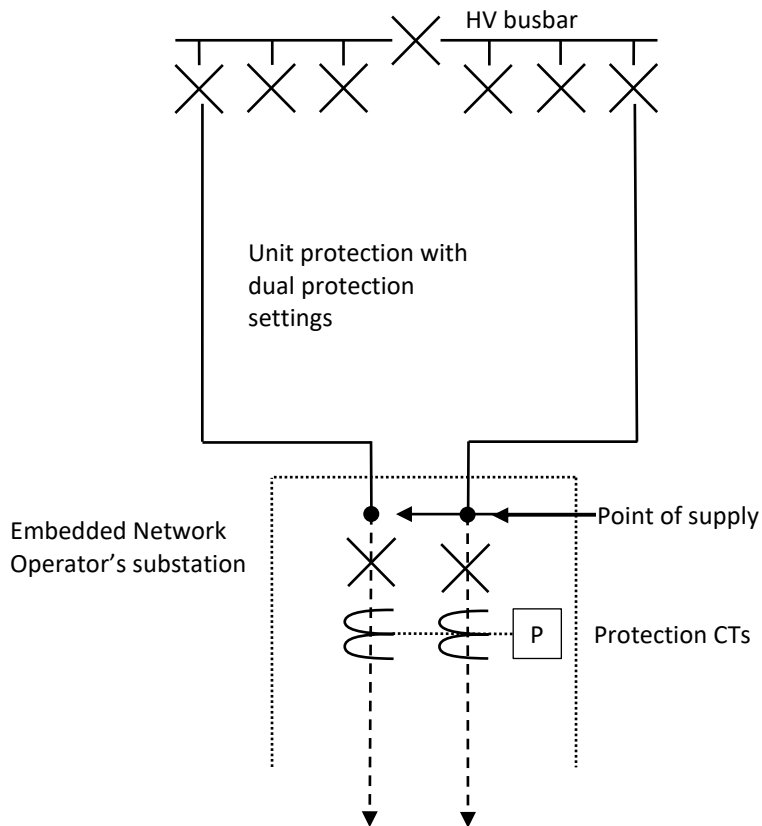 HV busbar
Unit protection with
dual protection
settings
Point of supply
Embedded Network
Operator’s substation
P
Protection CTs